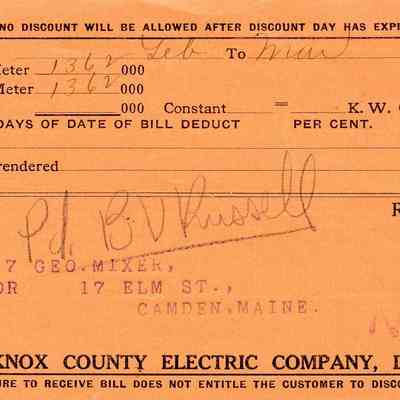 NO DISCOUNT WILL BE ALLOWED AFTER DISCOUNT DAY HAS EXPI
Feb To Mar
Meter 1362 000
Meter 1362 000
000 Constant = K. W.
DAYS OF DATE OF BILL DEDUCT PER CENT.
rendered
Pd. B.V Russell
7 GEO. MIXER,
OR 17 ELM ST.,
CAMDEN, MAINE.
KNOX COUNTY ELECTRIC COMPANY,
URE TO RECEIVE BILL DOES NOT ENTITLE THE CUSTOMER TO DISCO